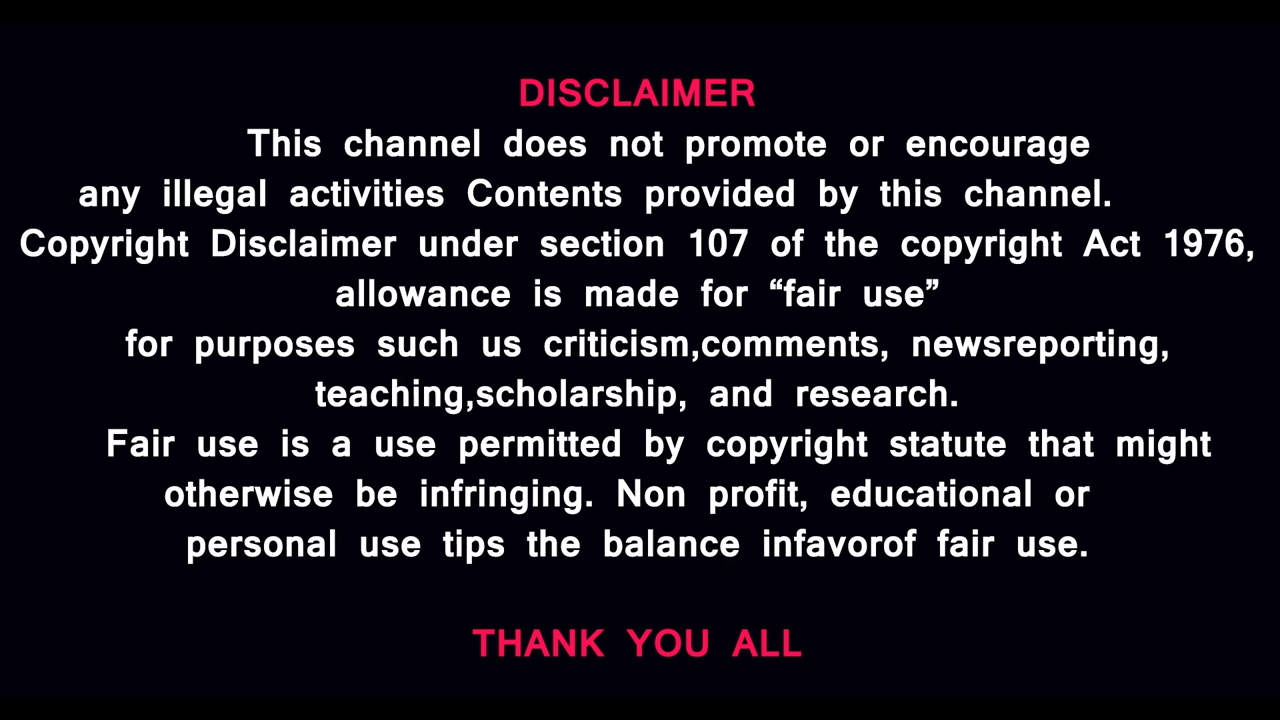 DISCLAIMER
This channel does not promote or encourage
any illegal activities Contents provided by this channel.
Copyright Disclaimer under section 107 of the copyright Act 1976,
allowance is made for “fair use”
for purposes such us criticism,comments, newsreporting,
teaching,scholarship, and research.
Fair use is a use permitted by copyright statute that might
otherwise be infringing. Non profit, educational or
personal use tips the balance infavorof fair use.
THANK YOU ALL